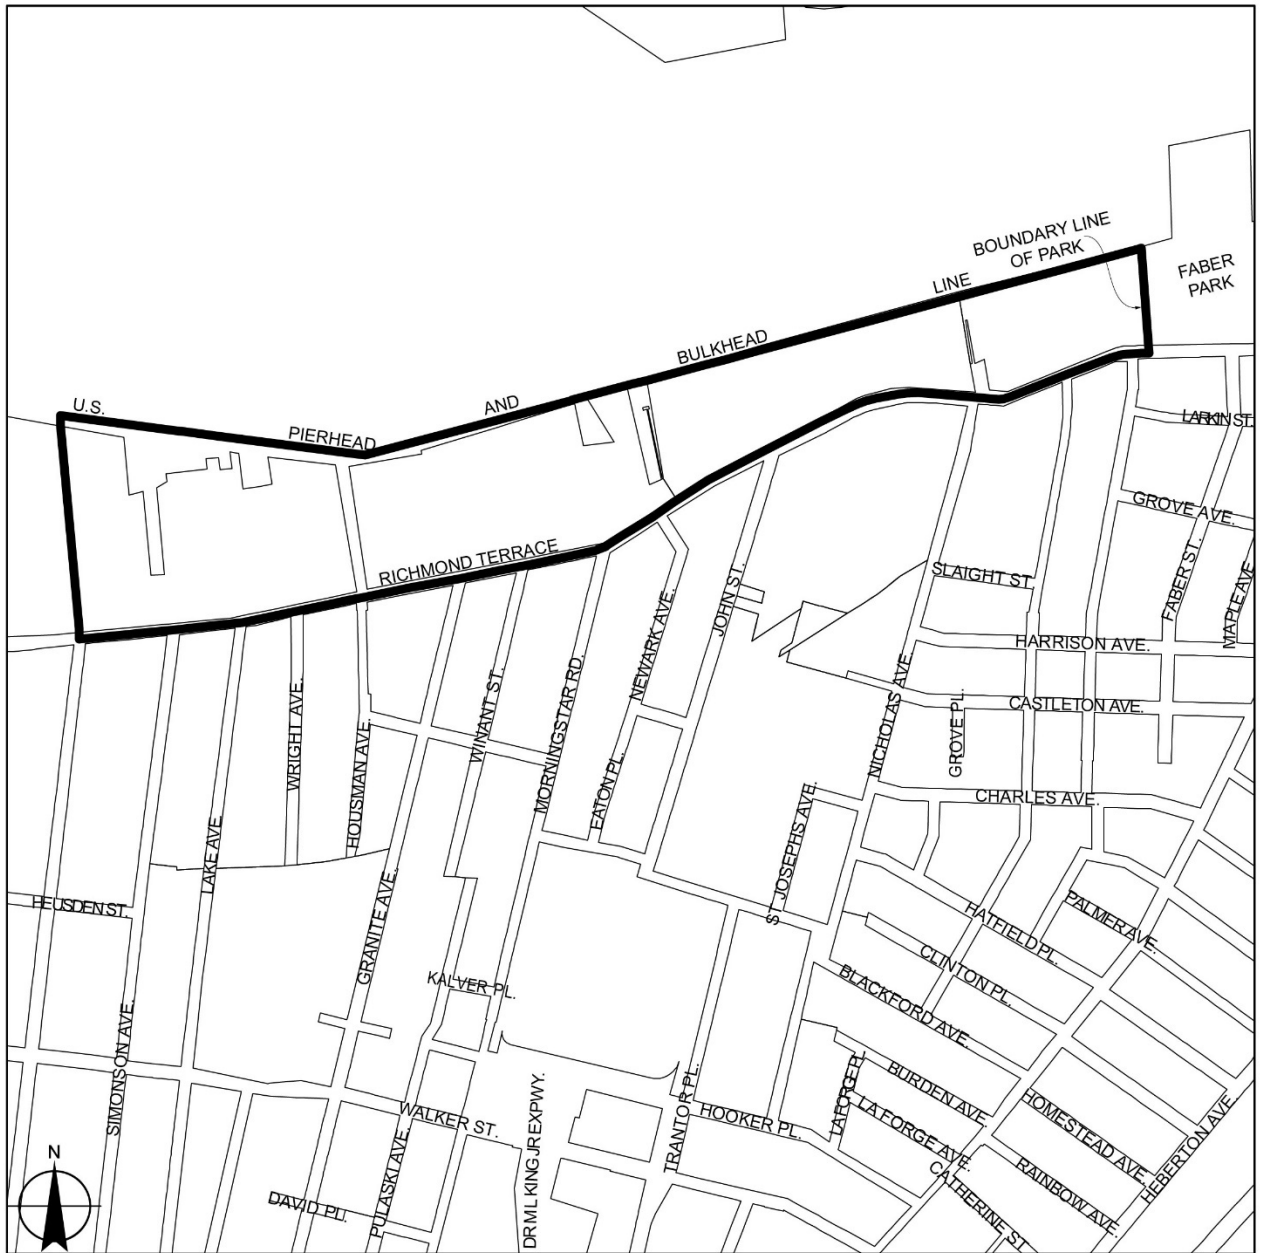 BOUNDARY LINE
OF PARK
FABER
PARK
LINE
BULKHEAD
AND
U.S.
PIERHEAD
RICHMOND TERRACE
LARKIN ST.
GROVE AVE.
FABER ST.
MAPLE AVE.
SLAIGHT ST.
HARRISON AVE.
JOHN ST.
NEWARK AVE.
NICHOLAS AVE.
GROVE PL.
CASTLETON AVE.
WRIGHT AVE.
HOUSMAN AVE.
WINANT ST.
MORNINGSTAR RD.
EATON PL.
CHARLES AVE.
ST JOSEPHS AVE.
LAKE AVE.
HEUSDEN ST.
GRANITE AVE.
HATFIELD PL.
PALMER AVE.
CLINTON PL.
KALVER PL.
BLACKFORD AVE.
SIMONSON AVE.
LA FORGE PL.
BURDEN AVE.
LA FORGE AVE.
HOMESTEAD AVE.
HEBERTON AVE.
WALKER ST.
DR M L KING JR EXPWY.
TRANTOR PL.
HOOKER PL.
RAINBOW AVE.
CATHERINE ST.
PULASKI AVE.
DAVID PL.
N